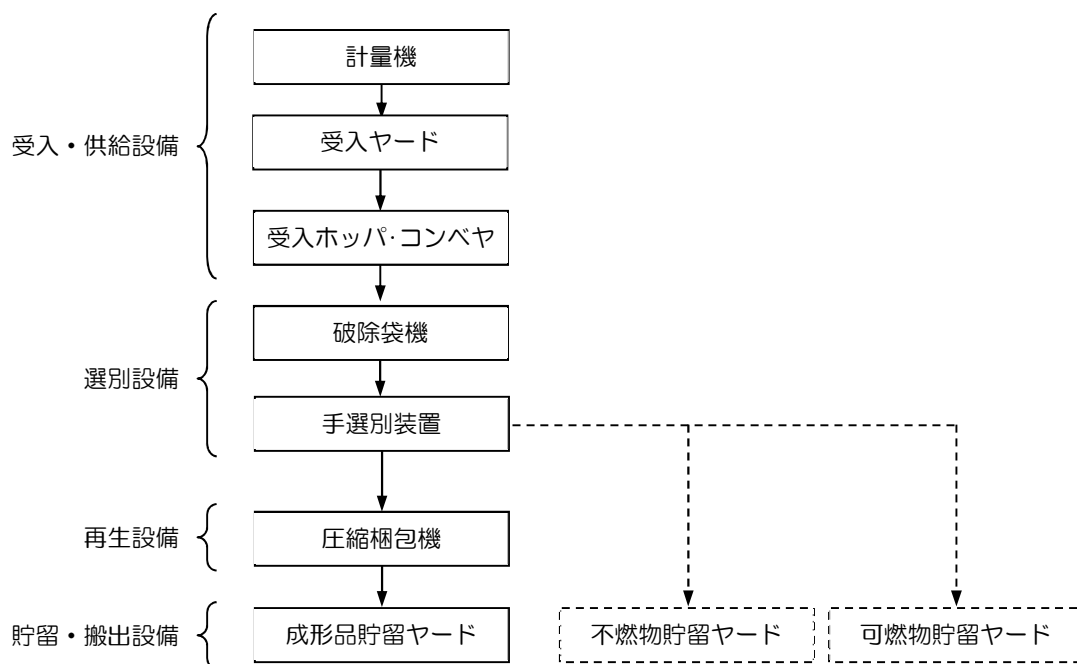 計量機
受入ヤード
受入・供給設備
受入ホッパ・コンベヤ
破除袋機
選別設備
手選別装置
再生設備
圧縮梱包機
貯留・搬出設備
成形品貯留ヤード
不燃物貯留ヤード
可燃物貯留ヤード